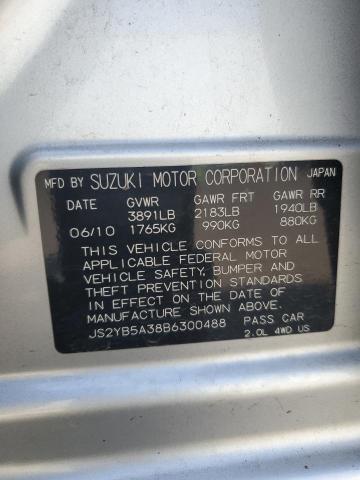 MFD BY SUZUKI MOTOR CORPORATION JAPAN
DATE GVWR GAWR FRT GAWR RR
3891LB 2183LB 1940LB
06/10 1765KG 990KG 880KG
THIS VEHICLE CONFORMS TO ALL
APPLICABLE FEDERAL MOTOR
VEHICLE SAFETY, BUMPER AND
THEFT PREVENTION STANDARDS
IN EFFECT ON THE DATE OF
MANUFACTURE SHOWN ABOVE.
JS2YB5A38B6300488 PASS CAR
2.0L 4WD US